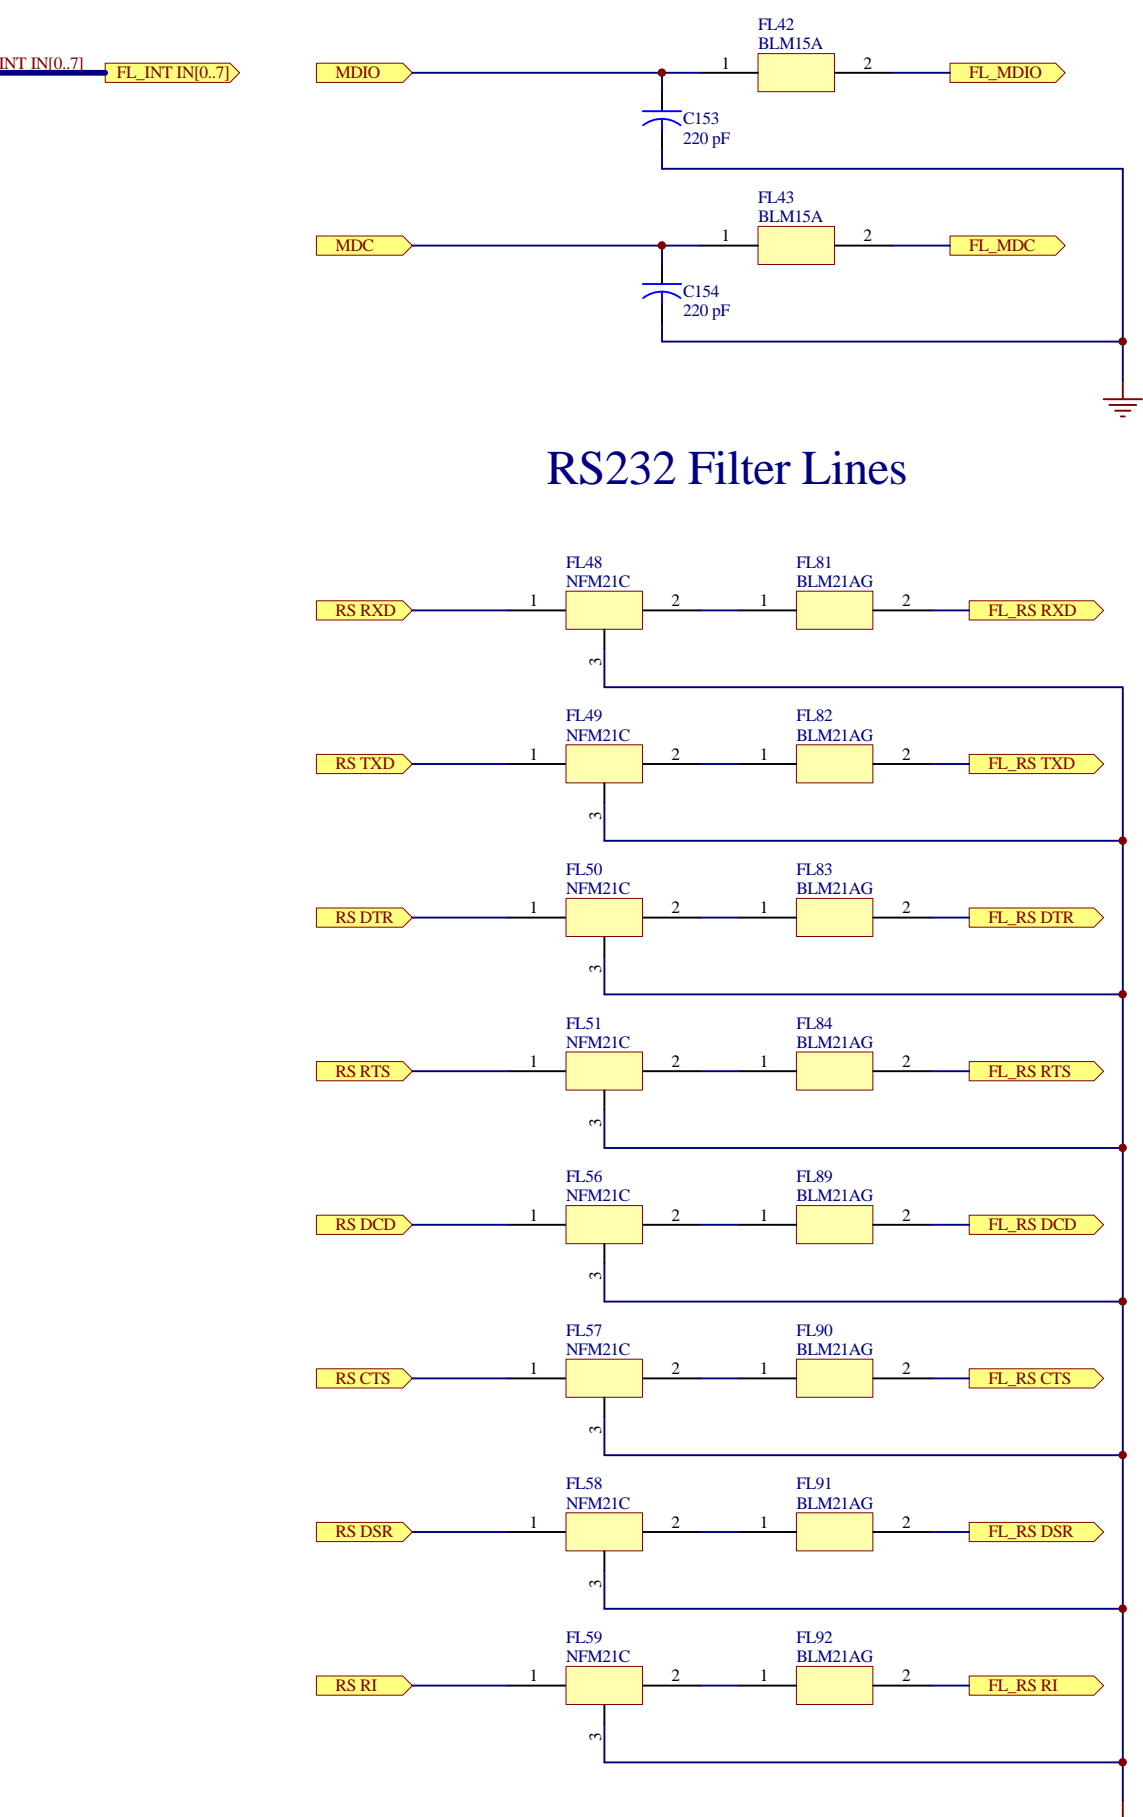 INT IN[0..7]
FL_INT IN[0..7]
MDIO
1
FL42
BLM15A
2
FL_MDIO
C153
220 pF
MDC
1
FL43
BLM15A
2
FL_MDC
C154
220 pF
RS232 Filter Lines
RS RXD
1
FL48
NFM21C
2
3
1
FL81
BLM21AG
2
FL_RS RXD
RS TXD
1
FL49
NFM21C
2
3
1
FL82
BLM21AG
2
FL_RS TXD
RS DTR
1
FL50
NFM21C
2
3
1
FL83
BLM21AG
2
FL_RS DTR
RS RTS
1
FL51
NFM21C
2
3
1
FL84
BLM21AG
2
FL_RS RTS
RS DCD
1
FL56
NFM21C
2
3
1
FL89
BLM21AG
2
FL_RS DCD
RS CTS
1
FL57
NFM21C
2
3
1
FL90
BLM21AG
2
FL_RS CTS
RS DSR
1
FL58
NFM21C
2
3
1
FL91
BLM21AG
2
FL_RS DSR
RS RI
1
FL59
NFM21C
2
3
1
FL92
BLM21AG
2
FL_RS RI